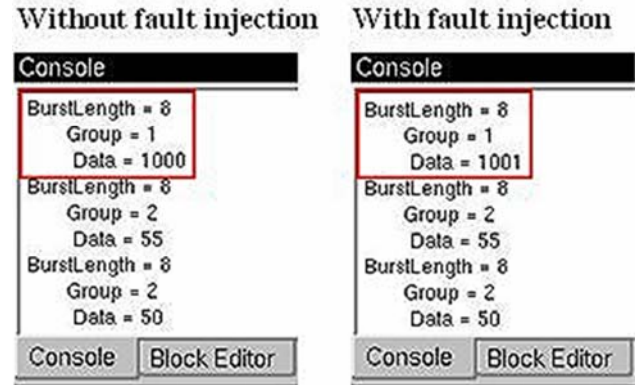 Without fault injection
Console
BurstLength = 8
Group = 1
Data = 1000
BurstLength = 8
Group = 2
Data = 55
BurstLength = 8
Group = 2
Data = 50
Console
Block Editor
With fault injection
Console
BurstLength = 8
Group = 1
Data = 1001
BurstLength = 8
Group = 2
Data = 55
BurstLength = 8
Group = 2
Data = 50
Console
Block Editor